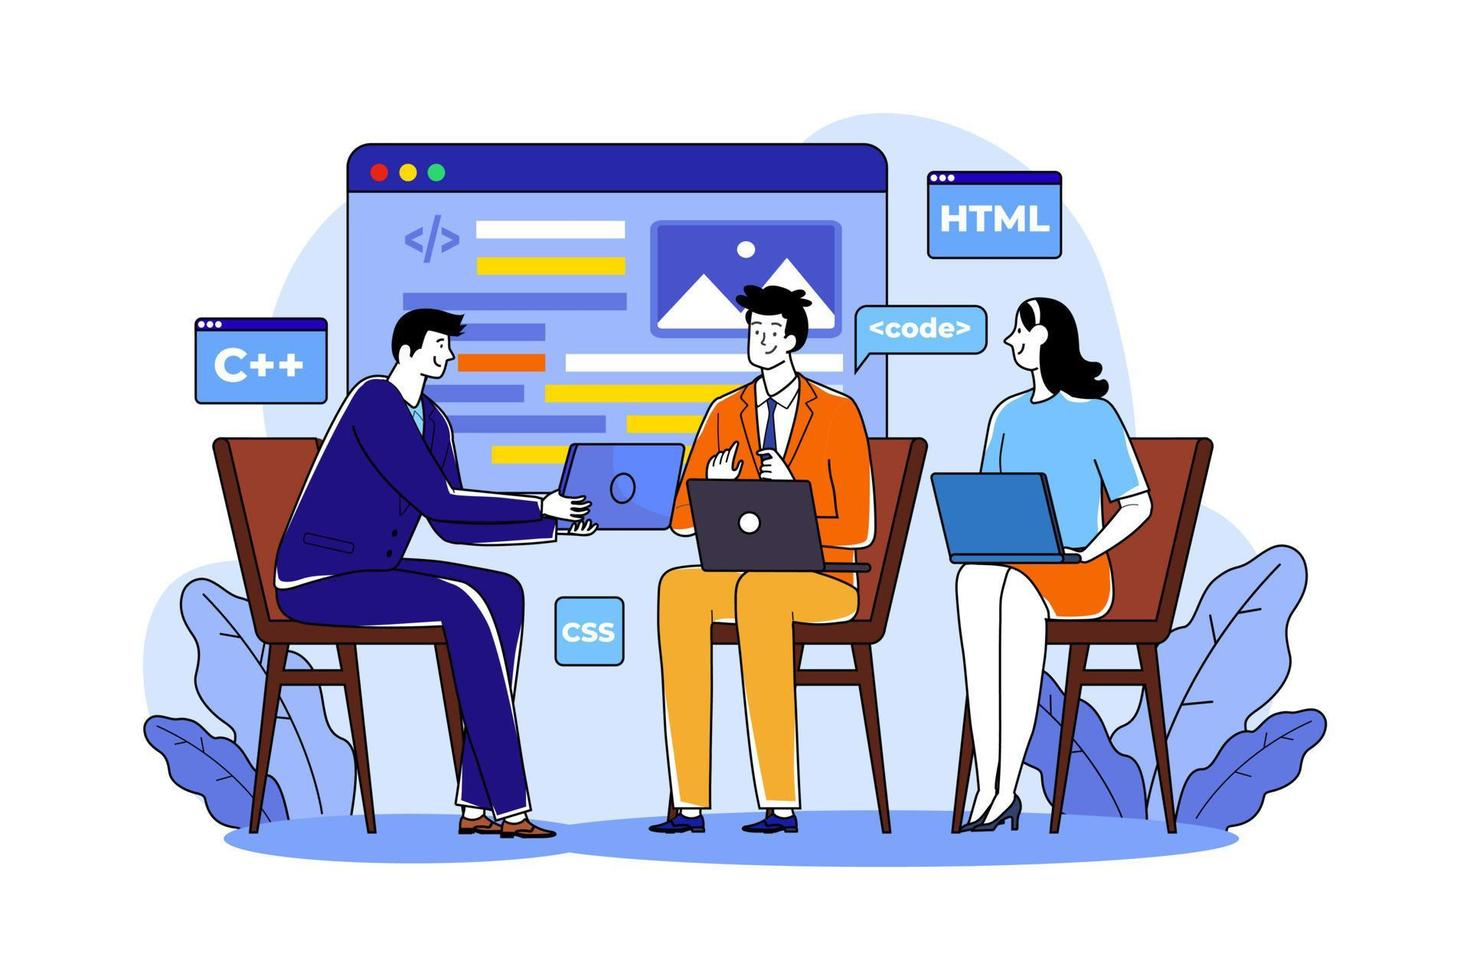 </>
HTML
C++
<code>
CSS